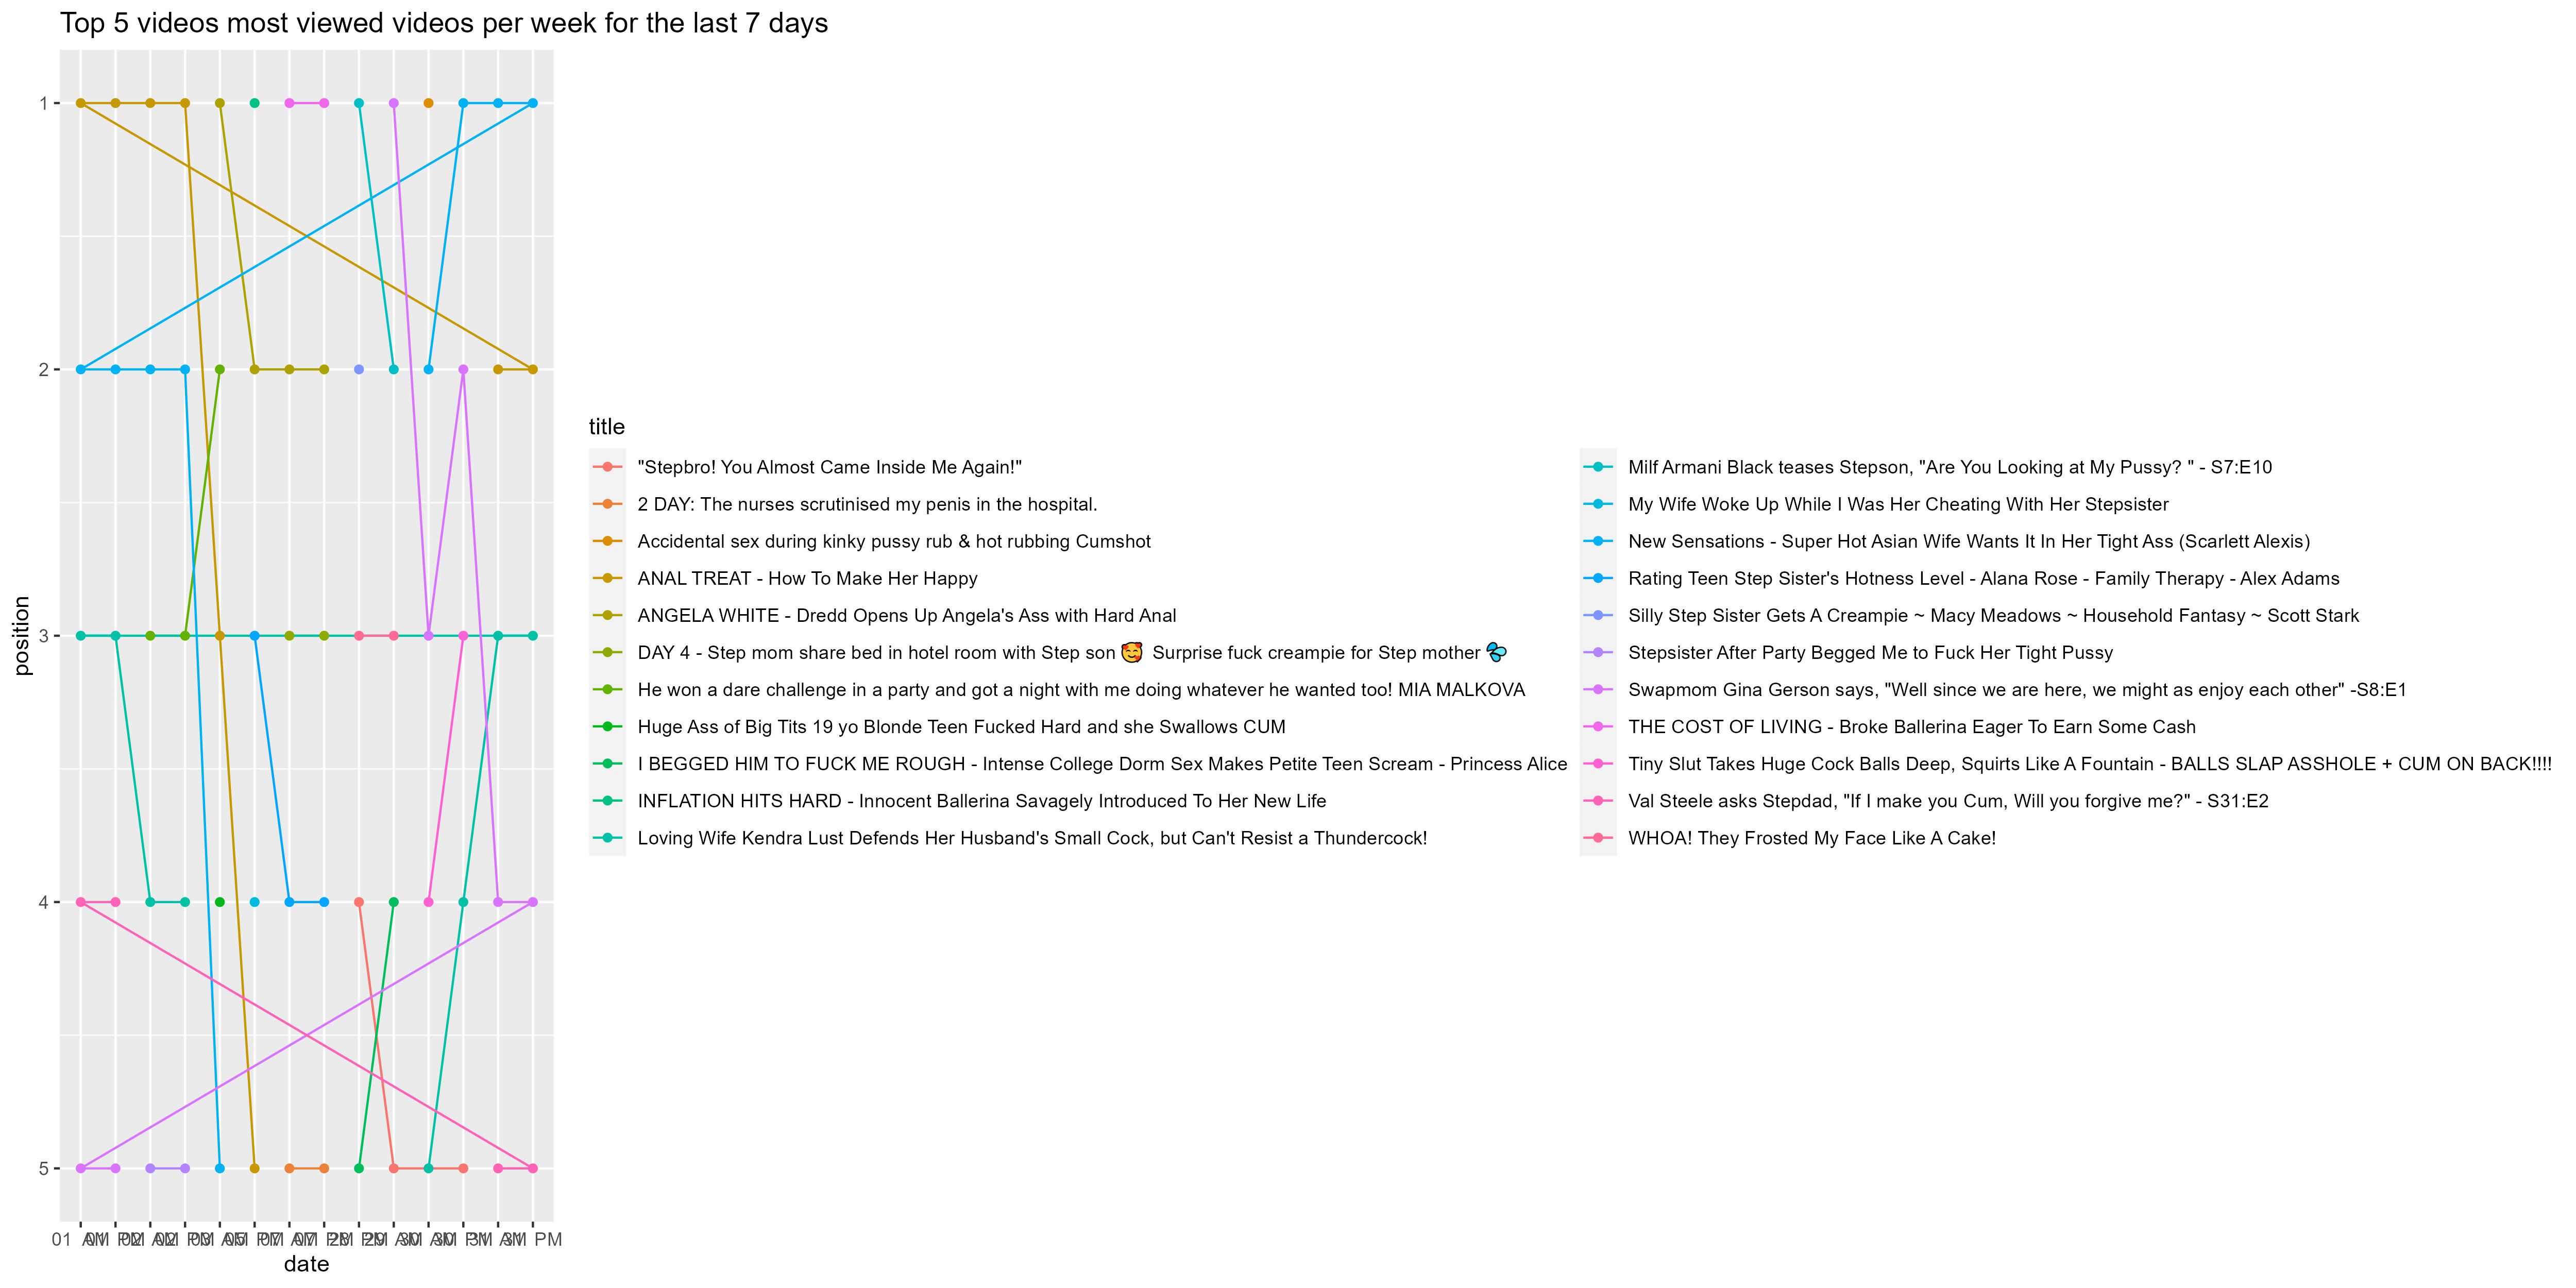 Top 5 videos most viewed videos per week for the last 7 days
1
2
3
4
5
position
date
title
"Stepbro! You Almost Came Inside Me Again!"
2 DAY: The nurses scrutinised my penis in the hospital.
Accidental sex during kinky pussy rub & hot rubbing Cumshot
ANAL TREAT - How To Make Her Happy
ANGELA WHITE - Dredd Opens Up Angela's Ass with Hard Anal
DAY 4 - Step mom share bed in hotel room with Step son 🥰 Surprise fuck creampie for Step mother 💦
He won a dare challenge in a party and got a night with me doing whatever he wanted too! MIA MALKOVA
Huge Ass of Big Tits 19 yo Blonde Teen Fucked Hard and she Swallows CUM
I BEGGED HIM TO FUCK ME ROUGH - Intense College Dorm Sex Makes Petite Teen Scream - Princess Alice
INFLATION HITS HARD - Innocent Ballerina Savagely Introduced To Her New Life
Loving Wife Kendra Lust Defends Her Husband's Small Cock, but Can't Resist a Thundercock!
Milf Armani Black teases Stepson, "Are You Looking at My Pussy? " - S7:E10
My Wife Woke Up While I Was Her Cheating With Her Stepsister
New Sensations - Super Hot Asian Wife Wants It In Her Tight Ass (Scarlett Alexis)
Rating Teen Step Sister's Hotness Level - Alana Rose - Family Therapy - Alex Adams
Silly Step Sister Gets A Creampie ~ Macy Meadows ~ Household Fantasy ~ Scott Stark
Stepsister After Party Begged Me to Fuck Her Tight Pussy
Swapmom Gina Gerson says, "Well since we are here, we might as enjoy each other" -S8:E1
THE COST OF LIVING - Broke Ballerina Eager To Earn Some Cash
Tiny Slut Takes Huge Cock Balls Deep, Squirts Like A Fountain - BALLS SLAP ASSHOLE + CUM ON BACK!!!!
Val Steele asks Stepdad, "If I make you Cum, Will you forgive me?" - S31:E2
WHOA! They Frosted My Face Like A Cake!